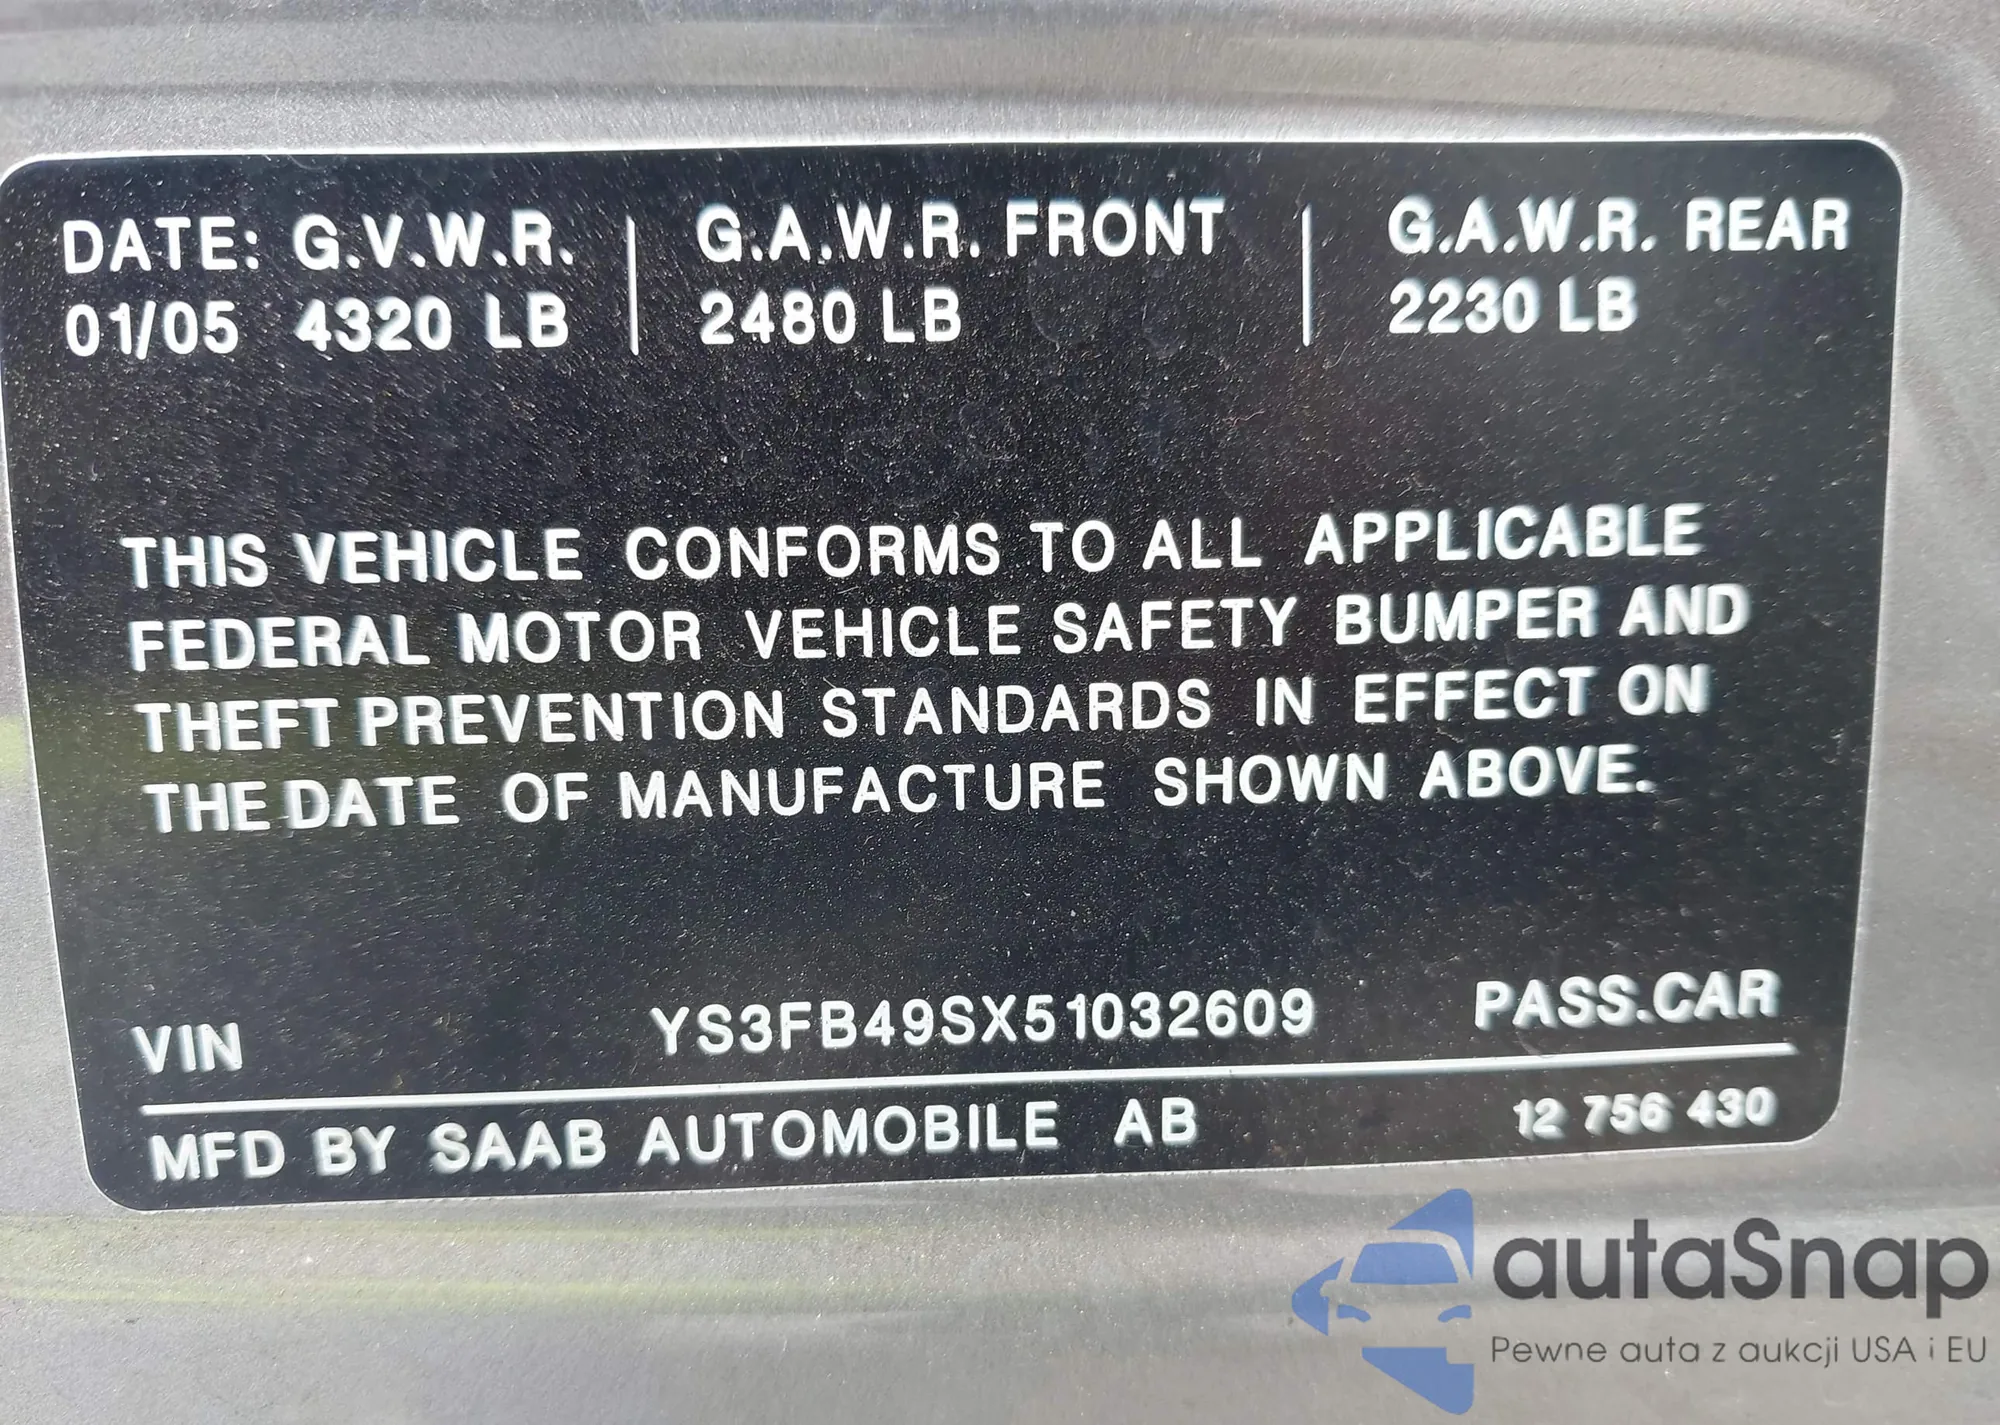 DATE: G.V.W.R. G.A.W.R. FRONT G.A.W.R. REAR
01/05 4320 LB 2480 LB 2230 LB
THIS VEHICLE CONFORMS TO ALL APPLICABLE
FEDERAL MOTOR VEHICLE SAFETY BUMPER AND
THEFT PREVENTION STANDARDS IN EFFECT ON
THE DATE OF MANUFACTURE SHOWN ABOVE.
VIN YS3FB49SX51032609 PASS.CAR
MFD BY SAAB AUTOMOBILE AB 12 756 430
autaSnap
Pewne auta z aukcji USA i EU